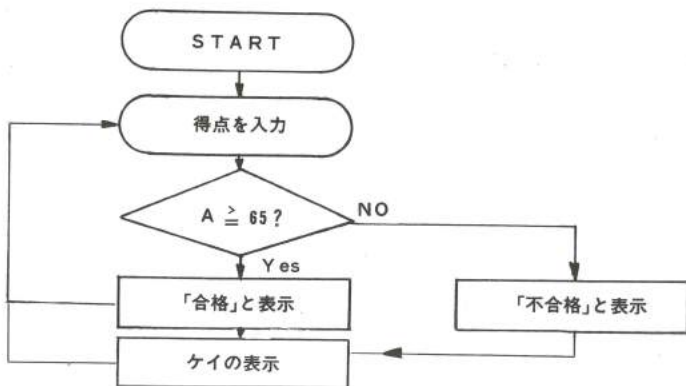 START
得点を入力
A ≧ 65?
NO
Yes
「合格」と表示
「不合格」と表示
ケイの表示